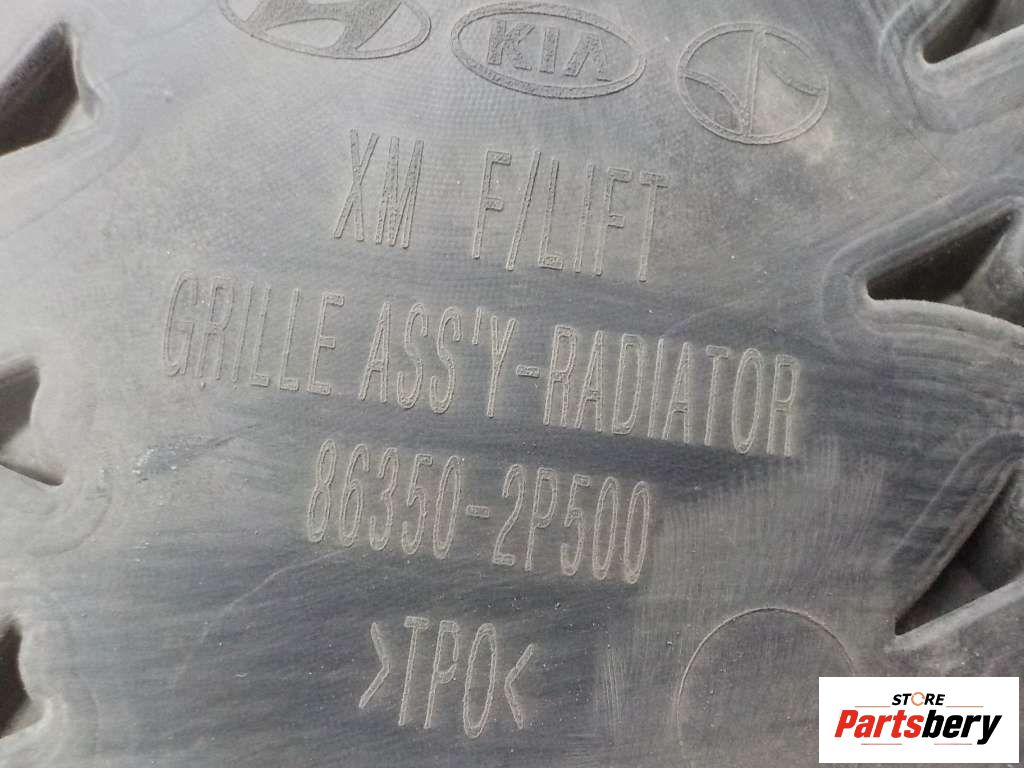 KIA
XM F/LIFT
GRILLE ASS'Y-RADIATOR
86350-2P500
>TPO<
STORE
Partsbery